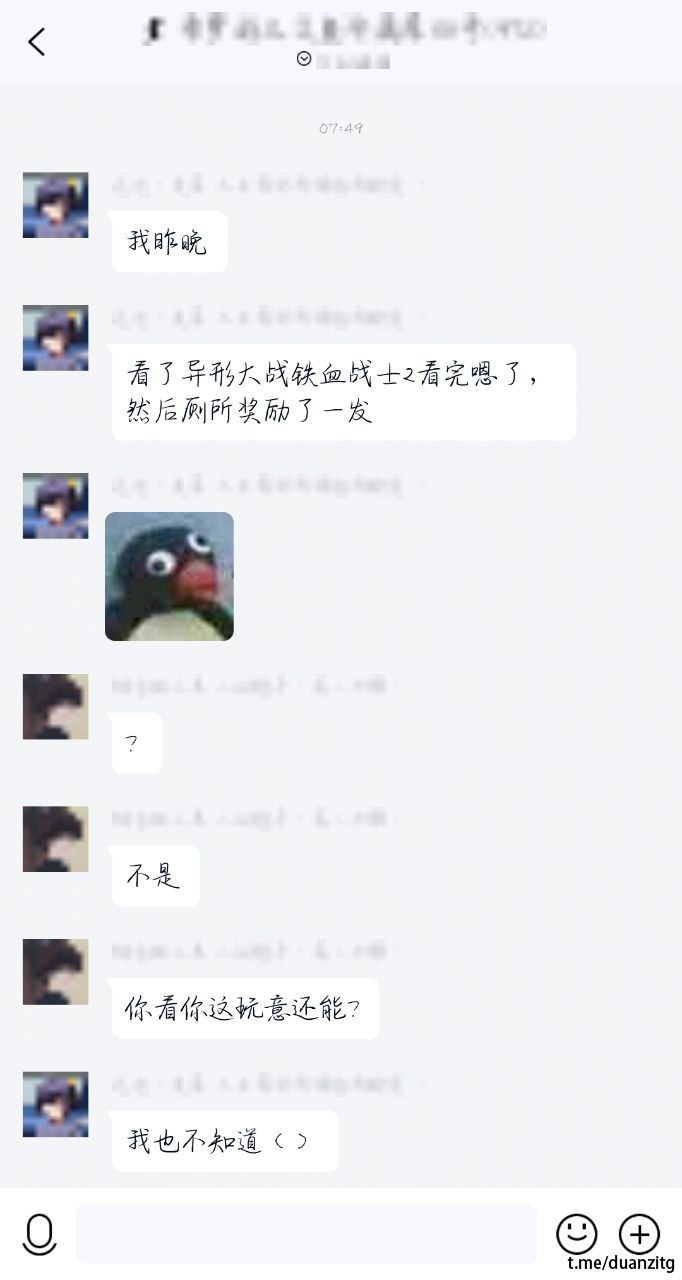 07:49
我昨晚
看了异形大战铁血战士2看完嗯了，
然后厕所奖励了一发
?
不是
你看你这玩意还能?
我也不知道（）
t.me/duanzitg